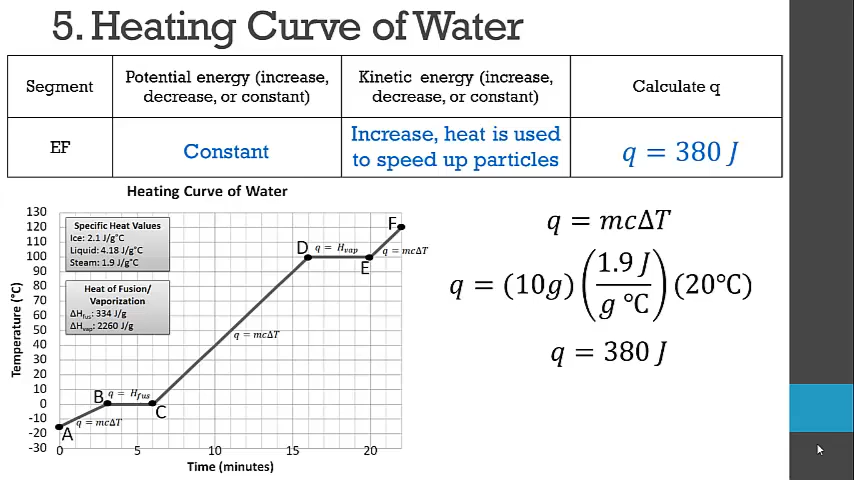 5. Heating Curve of Water
Segment
Potential energy (increase,
decrease, or constant)
Kinetic energy (increase,
decrease, or constant)
Calculate q
EF
Constant
Increase, heat is used
to speed up particles
q = 380 J
Heating Curve of Water
130
120
110
100
90
80
70
60
50
40
30
20
10
0
-10
-20
-30
Temperature (°C)
Specific Heat Values
Ice: 2.1 J/g°C
Liquid: 4.18 J/g°C
Steam: 1.9 J/g°C
Heat of Fusion/
Vaporization
ΔHfus: 334 J/g
ΔHvap: 2260 J/g
A
q = mcΔT
B
q = Hfus
C
q = mcΔT
D
q = Hvap
E
q = mcΔT
F
0
5
10
15
20
Time (minutes)
q = mcΔT
q = (10g) (1.9 J / g °C) (20°C)
q = 380 J